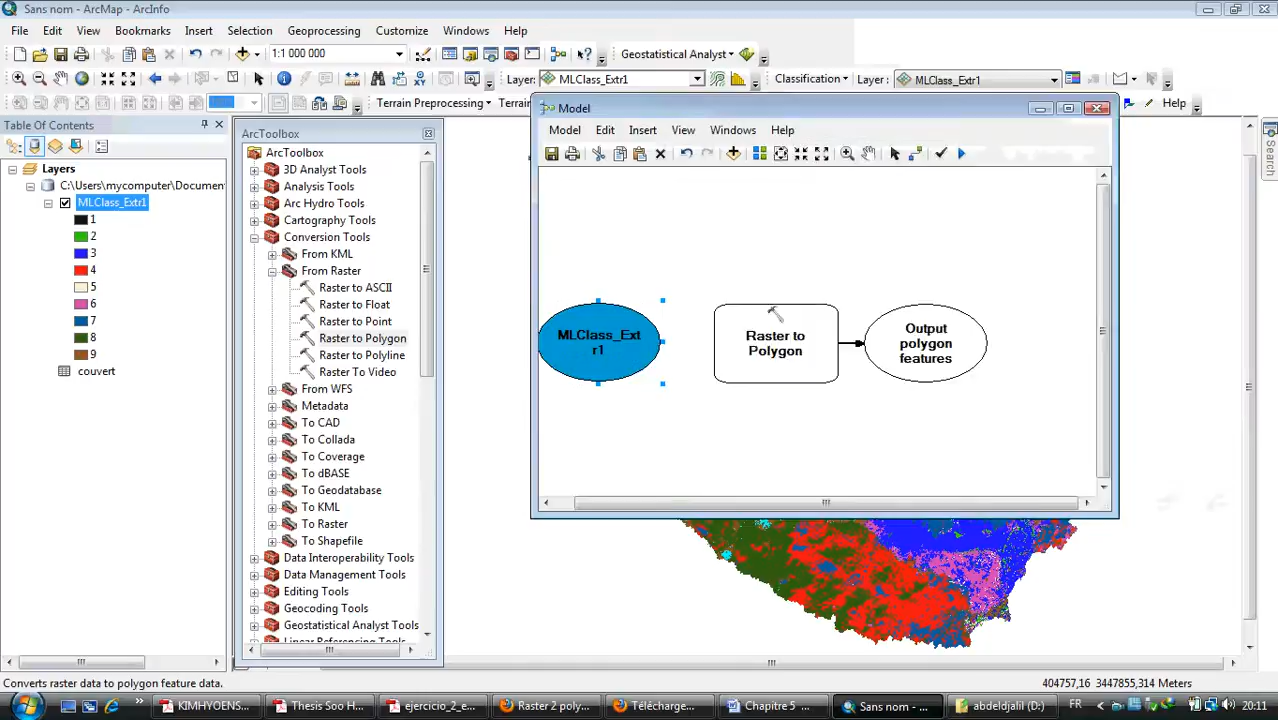 Sans nom - ArcMap - ArcInfo
File Edit View Bookmarks Insert Selection Geoprocessing Customize Windows Help
1:1 000 000 Geostatistical Analyst
Layer: MLClass_Extr1 Classification Layer : MLClass_Extr1
Terrain Preprocessing Terrain Help
Table Of Contents
Layers
C:\Users\mycomputer\Documen
MLClass_Extr1
1
2
3
4
5
6
7
8
9
couvert
ArcToolbox
ArcToolbox
3D Analyst Tools
Analysis Tools
Arc Hydro Tools
Cartography Tools
Conversion Tools
From KML
From Raster
Raster to ASCII
Raster to Float
Raster to Point
Raster to Polygon
Raster to Polyline
Raster To Video
From WFS
Metadata
To CAD
To Collada
To Coverage
To dBASE
To Geodatabase
To KML
To Raster
To Shapefile
Data Interoperability Tools
Data Management Tools
Editing Tools
Geocoding Tools
Geostatistical Analyst Tools
Linear Referencing Tools
Model
Model Edit Insert View Windows Help
MLClass_Ext
r1
Raster to
Polygon
Output
polygon
features
Search
Converts raster data to polygon feature data.
404757,16 3447855,314 Meters
KIMHYOENS... Thesis Soo H... ejercicio_2_e... Raster 2 poly... Télécharge... Chapitre 5 ... Sans nom - ... abdeldjalil (D:) FR 20:11